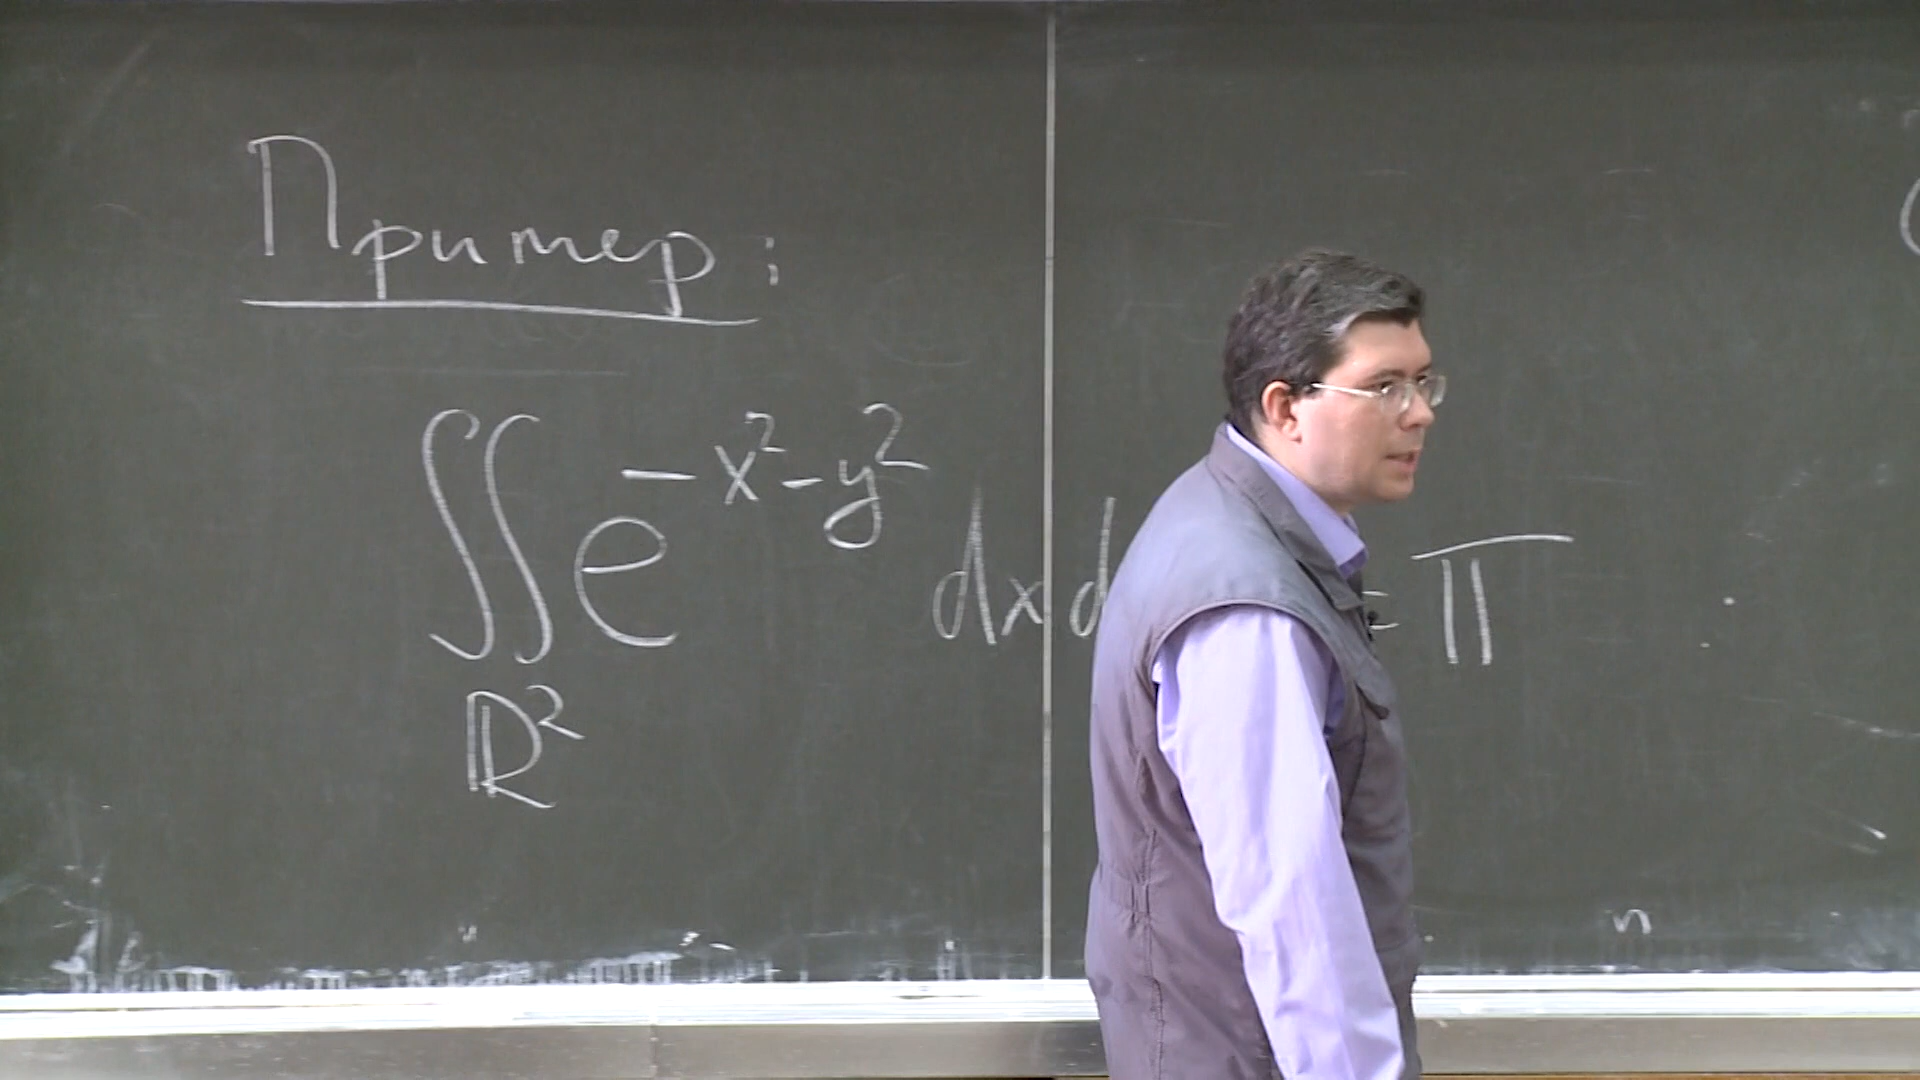 Пример:
∬ e^{-x²-y²} dx d = π
ℝ²
n